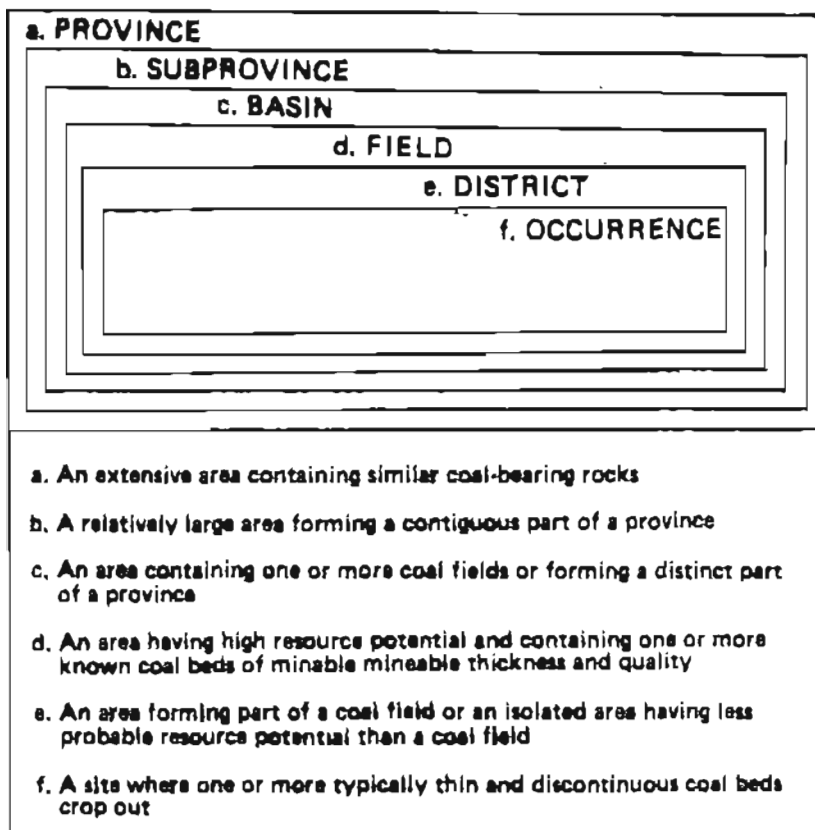 a. PROVINCE
b. SUBPROVINCE
c. BASIN
d. FIELD
e. DISTRICT
f. OCCURRENCE
a. An extensive area containing similar coal-bearing rocks
b. A relatively large area forming a contiguous part of a province
c. An area containing one or more coal fields or forming a distinct part
of a province
d. An area having high resource potential and containing one or more
known coal beds of minable mineable thickness and quality
e. An area forming part of a coal field or an isolated area having less
probable resource potential than a coal field
f. A site where one or more typically thin and discontinuous coal beds
crop out